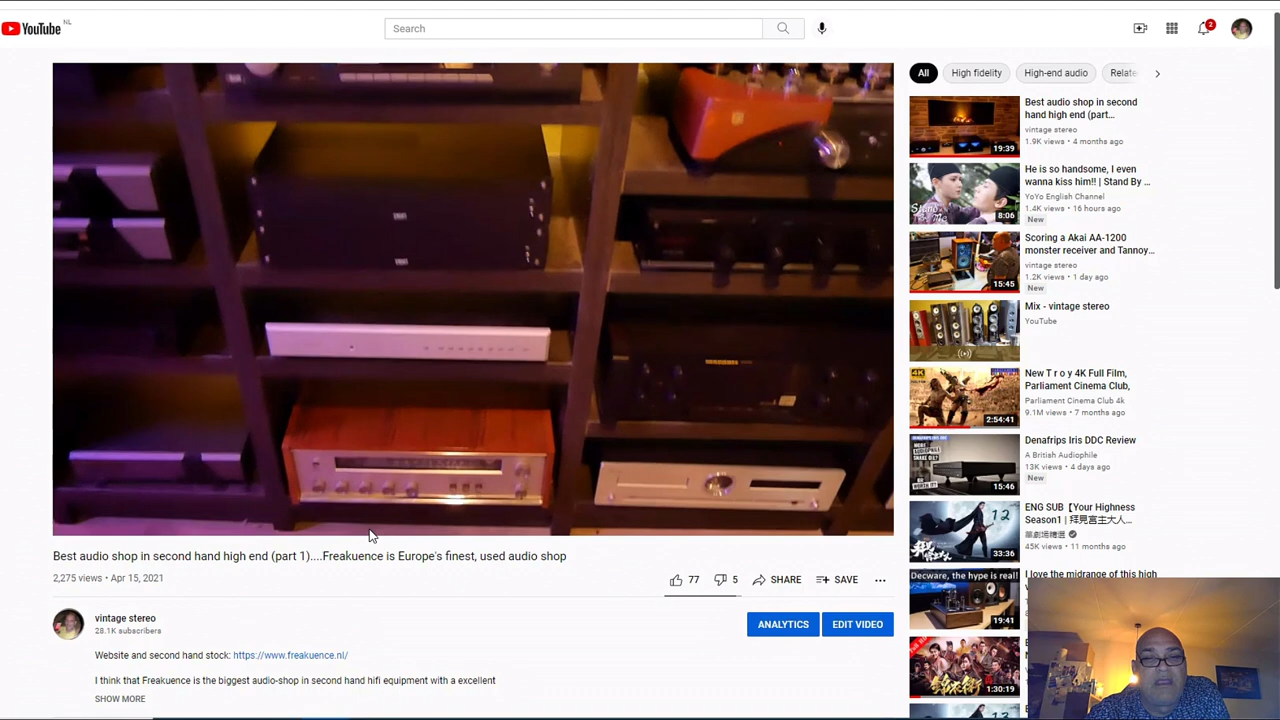 YouTube NL
Search
2
All
High fidelity
High-end audio
Relate
Best audio shop in second
hand high end (part...
vintage stereo
1.9K views • 4 months ago
19:39
He is so handsome, I even
wanna kiss him!! | Stand By ...
YoYo English Channel
1.4K views • 16 hours ago
New
8:06
Scoring a Akai AA-1200
monster receiver and Tannoy...
vintage stereo
1.2K views • 1 day ago
New
15:45
Mix - vintage stereo
YouTube
New T r o y 4K Full Film,
Parliament Cinema Club,
Parliament Cinema Club 4k
9.1M views • 7 months ago
4K
2:54:41
Denafrips Iris DDC Review
A British Audiophile
13K views • 4 days ago
New
15:46
ENG SUB【Your Highness
Season1 | 拜見宮主大人...
45K views • 11 months ago
12
33:36
I love the midrange of this high
Decware, the hype is real!
19:41
1:30:19
13
Best audio shop in second hand high end (part 1)....Freakuence is Europe's finest, used audio shop
2,275 views • Apr 15, 2021
77
5
SHARE
SAVE
vintage stereo
28.1K subscribers
ANALYTICS
EDIT VIDEO
Website and second hand stock: https://www.freakuence.nl/
I think that Freakuence is the biggest audio-shop in second hand hifi equipment with a excellent
SHOW MORE